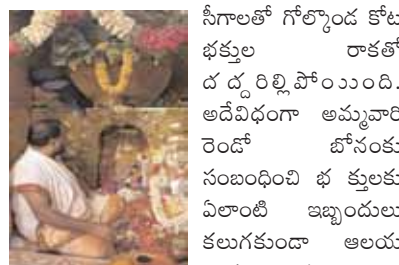 సీగాలతో గోల్కొండ కోట
భక్తుల రాకతో
దద్దరిల్లిపోయింది.
అదేవిధంగా అమ్మవారి
రెండో బోనంకు
సంబంధించి భక్తులకు
ఏలాంటి ఇబ్బందులు
కలుగకుండా ఆలయ